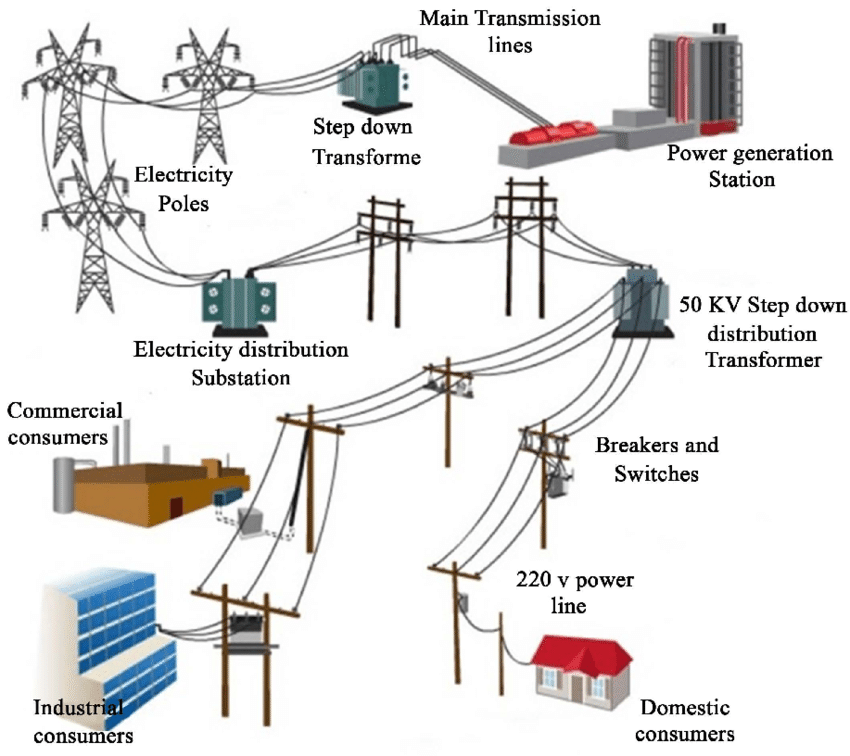 Main Transmission
lines
Step down
Transforme
Power generation
Station
Electricity
Poles
50 KV Step down
distribution
Transformer
Electricity distribution
Substation
Commercial
consumers
Breakers and
Switches
220 v power
line
Industrial
consumers
Domestic
consumers